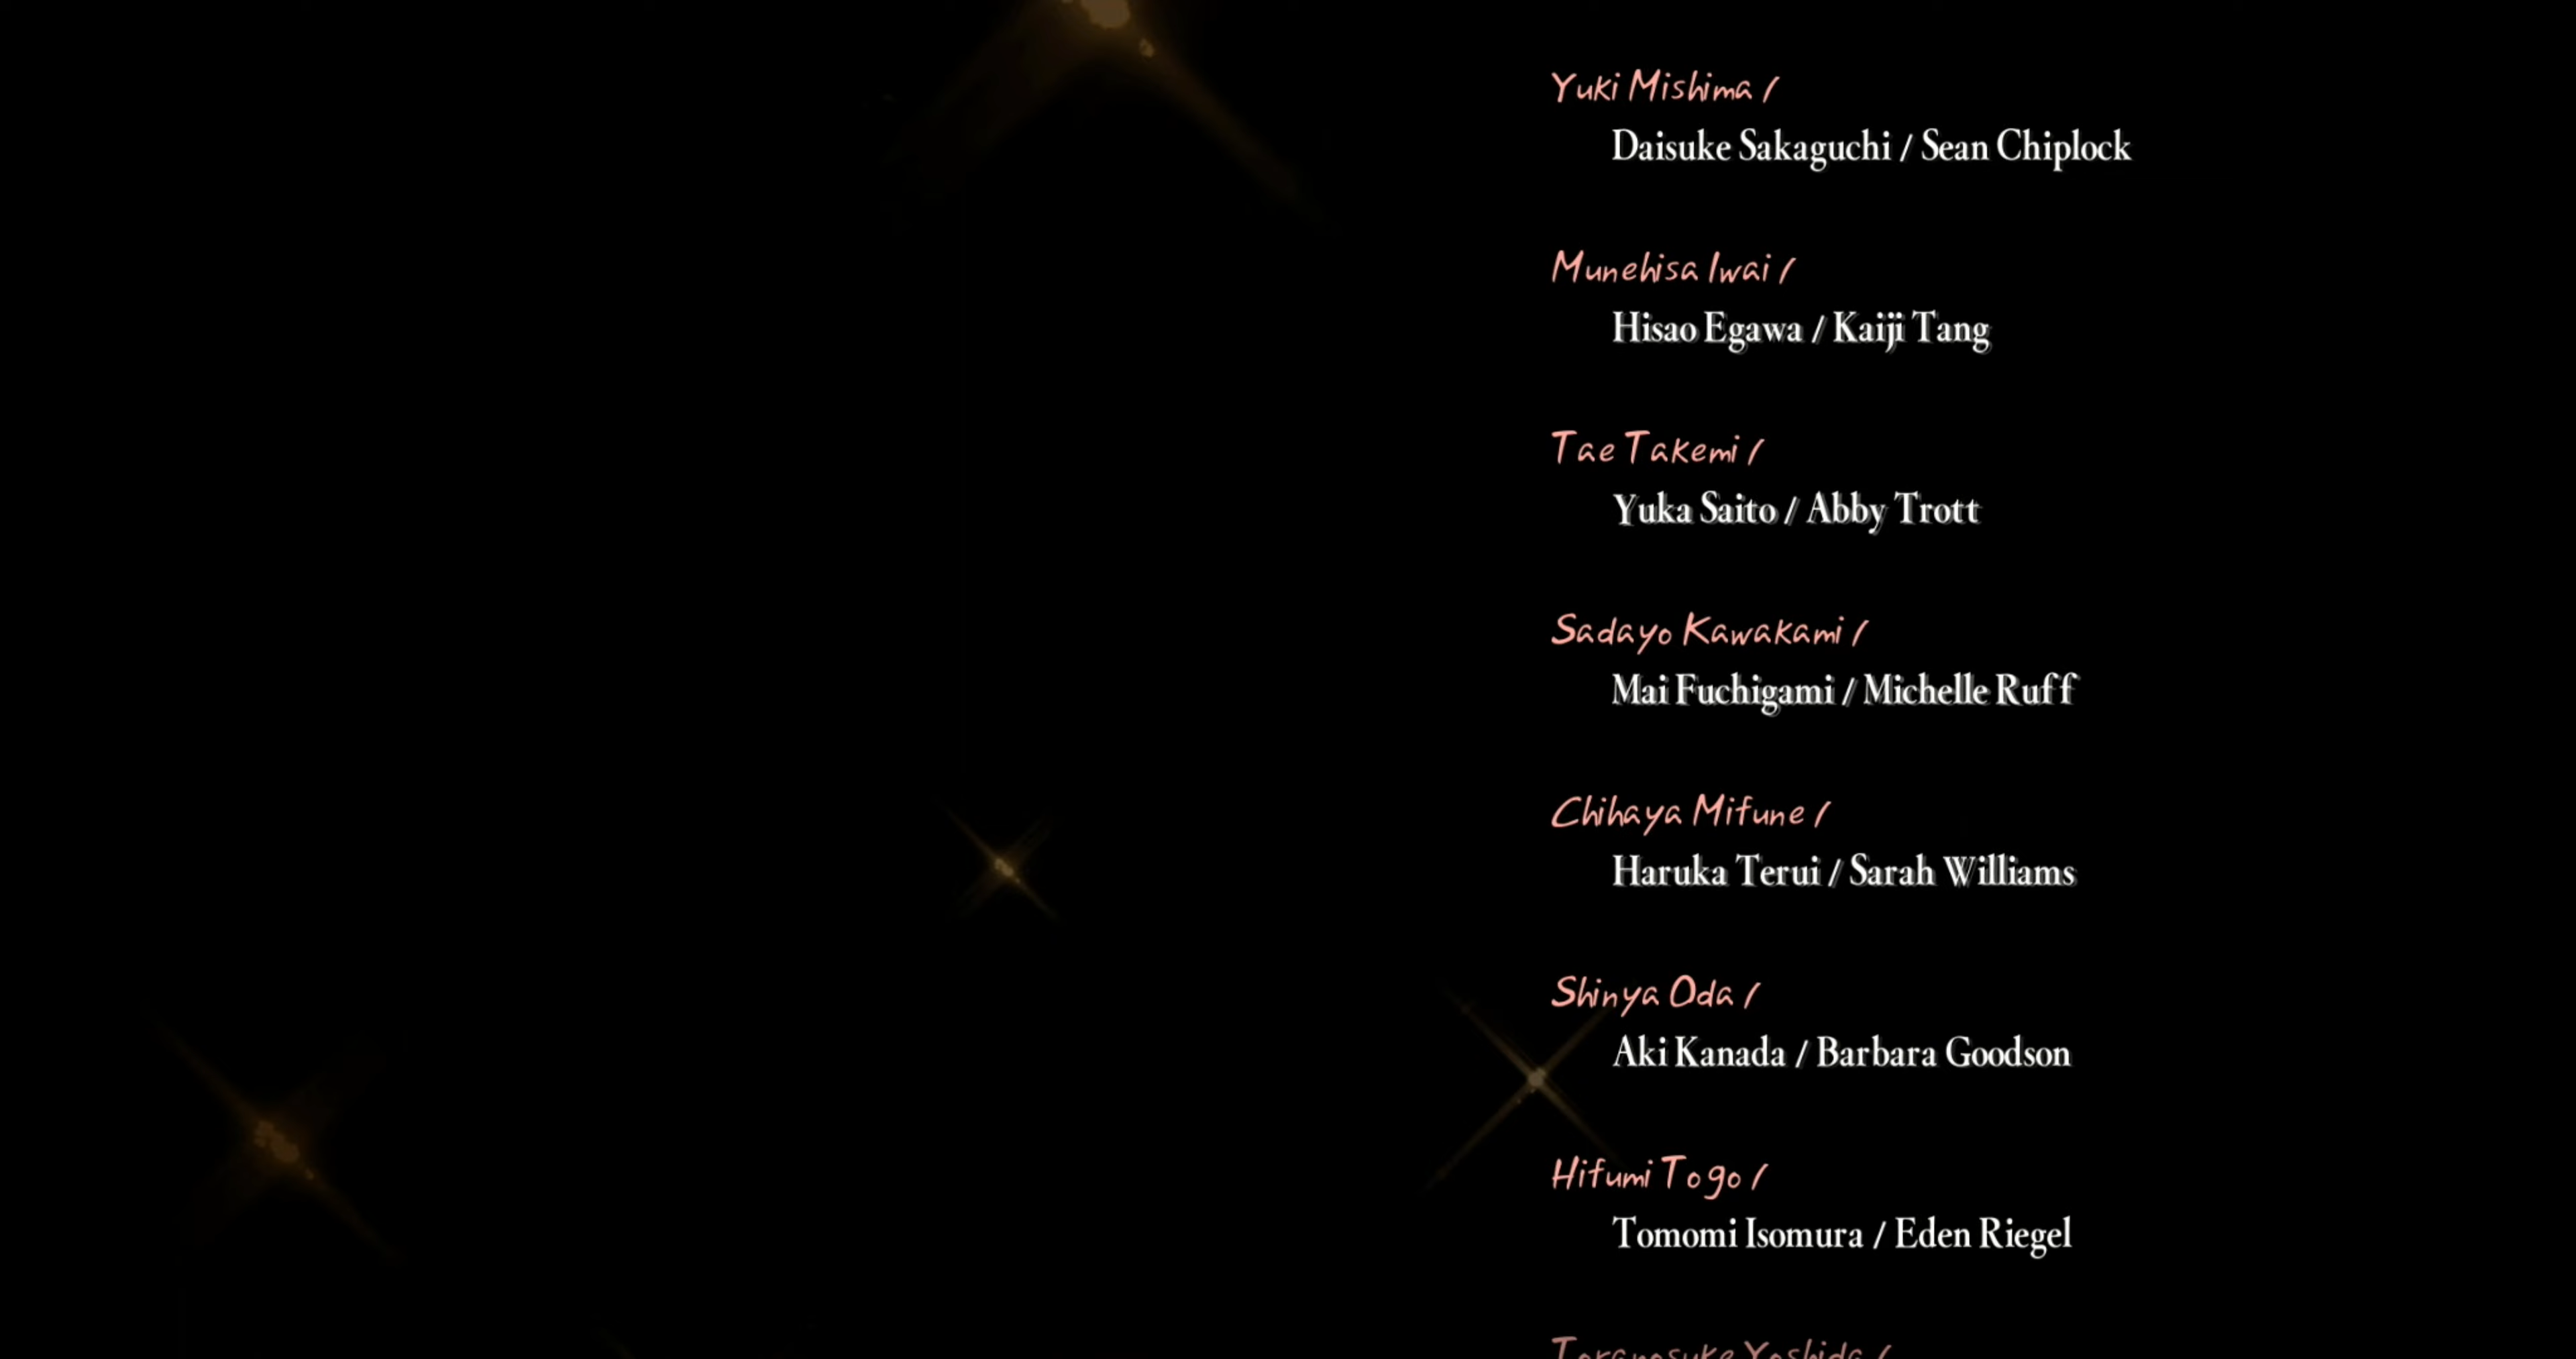 Yuki Mishima /
Daisuke Sakaguchi / Sean Chiplock
Munehisa Iwai /
Hisao Egawa / Kaiji Tang
Tae Takemi /
Yuka Saito / Abby Trott
Sadayo Kawakami /
Mai Fuchigami / Michelle Ruff
Chihaya Mifune /
Haruka Terui / Sarah Williams
Shinya Oda /
Aki Kanada / Barbara Goodson
Hifumi Togo /
Tomomi Isomura / Eden Riegel
Toranosuke Yoshida /